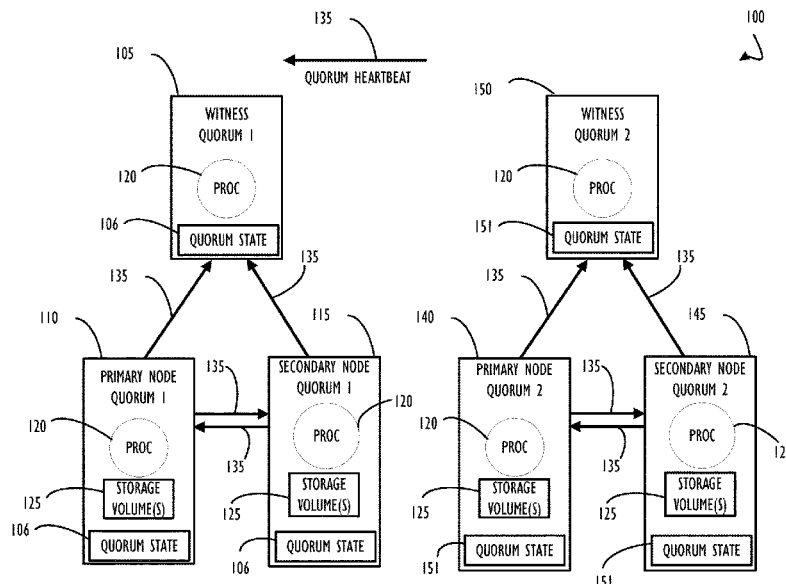 135
100
105
QUORUM HEARTBEAT
150
WITNESS
QUORUM 1
WITNESS
QUORUM 2
120
PROC
120
PROC
106
QUORUM STATE
151
QUORUM STATE
135
135
135
135
110
115
140
145
PRIMARY NODE
QUORUM 1
135
SECONDARY NODE
QUORUM 1
PRIMARY NODE
QUORUM 2
135
SECONDARY NODE
QUORUM 2
120
PROC
135
PROC
120
120
PROC
135
PROC
12
125
STORAGE
VOLUME(S)
125
STORAGE
VOLUME(S)
125
STORAGE
VOLUME(S)
125
STORAGE
VOLUME(S)
106
QUORUM STATE
106
QUORUM STATE
151
QUORUM STATE
151
QUORUM STATE